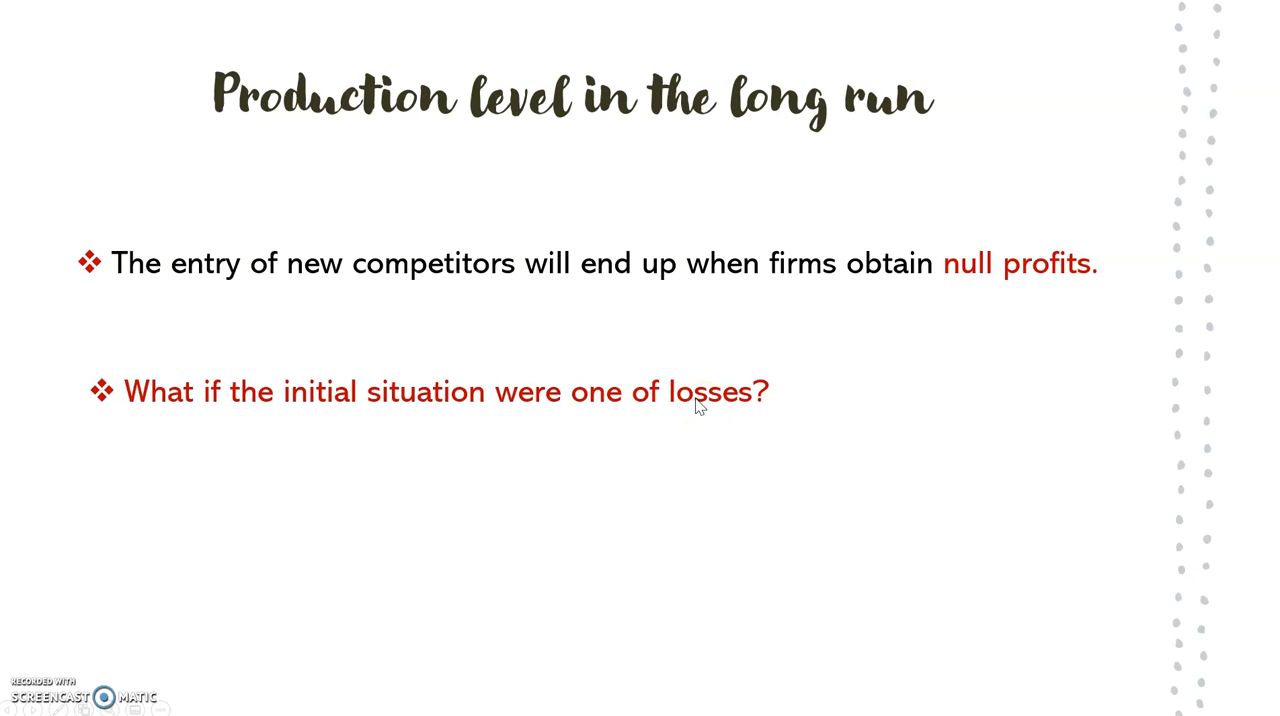 Production level in the long run
❖ The entry of new competitors will end up when firms obtain null profits.
❖ What if the initial situation were one of losses?
RECORDED WITH
SCREENCAST MATIC